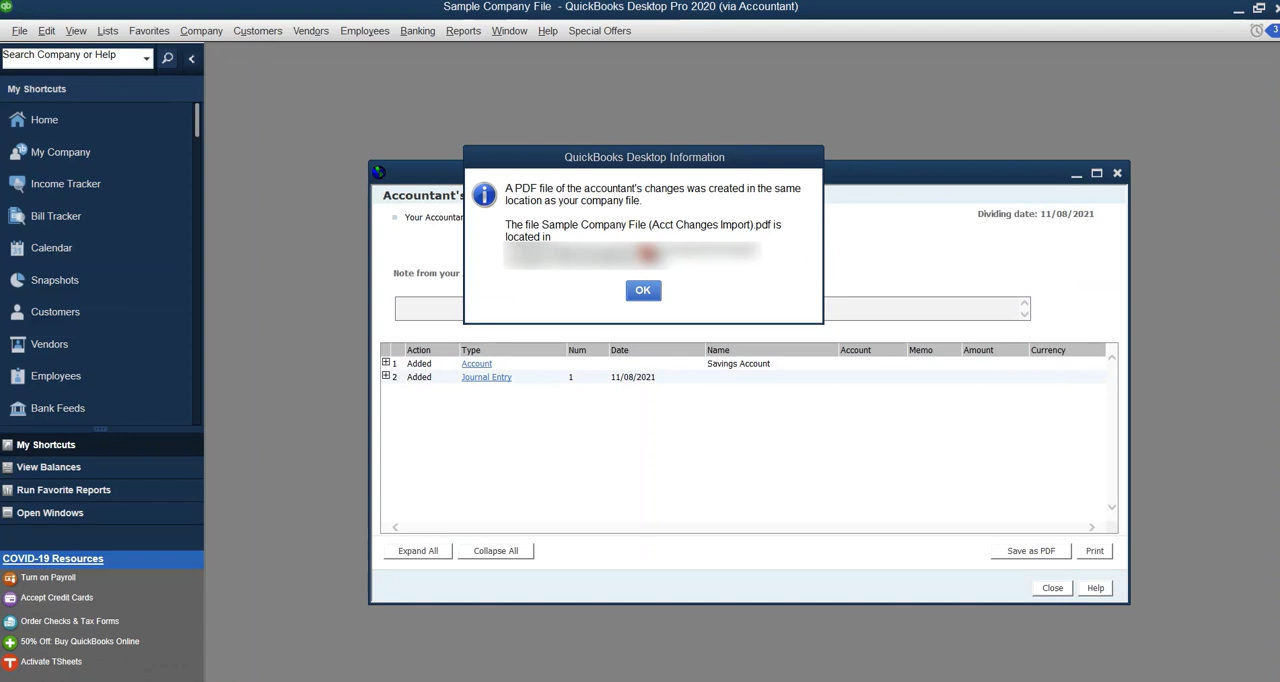 Sample Company File - QuickBooks Desktop Pro 2020 (via Accountant)
File Edit View Lists Favorites Company Customers Vendors Employees Banking Reports Window Help Special Offers
3
Search Company or Help
My Shortcuts
Home
My Company
Income Tracker
Bill Tracker
Calendar
Snapshots
Customers
Vendors
Employees
Bank Feeds
My Shortcuts
View Balances
Run Favorite Reports
Open Windows
COVID-19 Resources
Turn on Payroll
Accept Credit Cards
Order Checks & Tax Forms
50% Off: Buy QuickBooks Online
Activate TSheets
QuickBooks Desktop Information
A PDF file of the accountant's changes was created in the same
location as your company file.
The file Sample Company File (Acct Changes Import).pdf is
located in
OK
Accountant's
Your Accountan
Dividing date: 11/08/2021
Note from your
Action Type Num Date Name Account Memo Amount Currency
1 Added Account Savings Account
2 Added Journal Entry 1 11/08/2021
Expand All Collapse All Save as PDF Print
Close Help